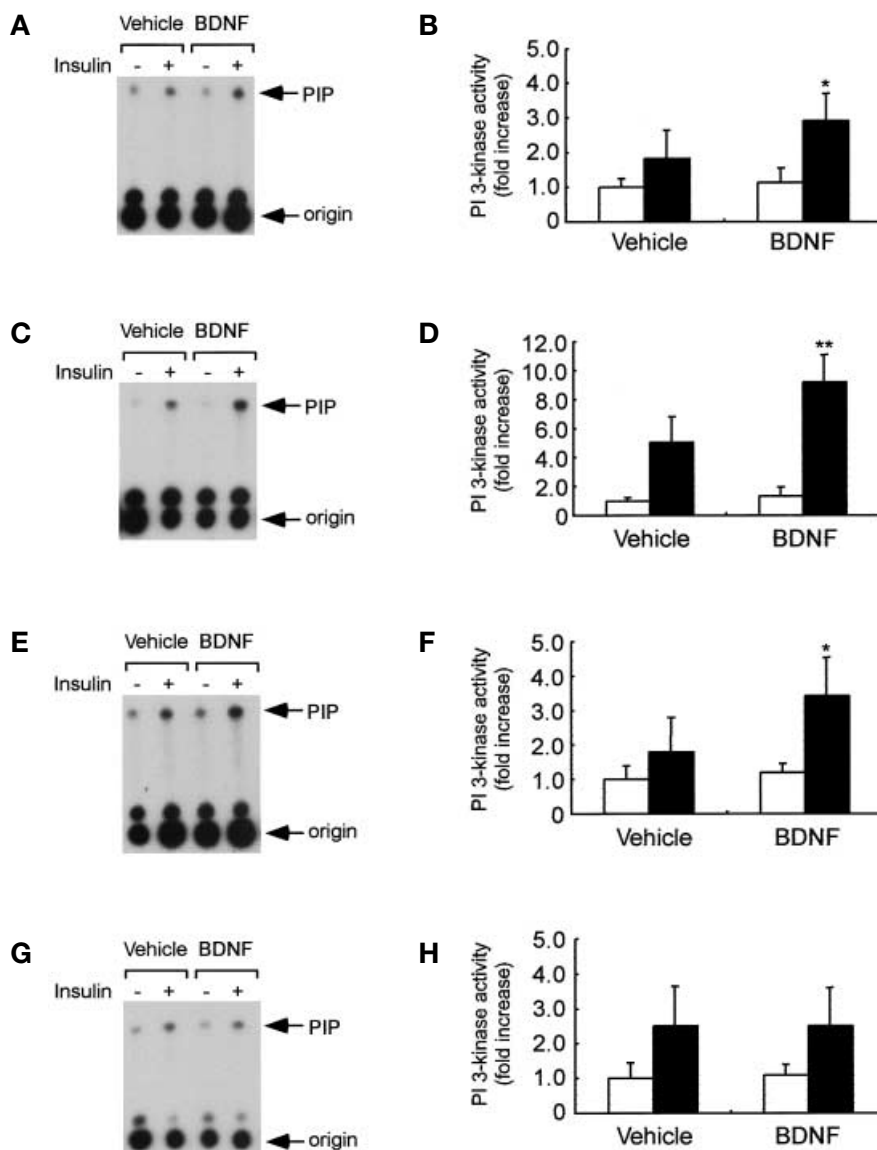 A
Vehicle BDNF
Insulin - + - +
PIP
origin
B
PI 3-kinase activity
(fold increase)
5.0
4.0
3.0
2.0
1.0
0
*
Vehicle BDNF
C
Vehicle BDNF
Insulin - + - +
PIP
origin
D
PI 3-kinase activity
(fold increase)
12.0
10.0
8.0
6.0
4.0
2.0
0
**
Vehicle BDNF
E
Vehicle BDNF
Insulin - + - +
PIP
origin
F
PI 3-kinase activity
(fold increase)
5.0
4.0
3.0
2.0
1.0
0
*
Vehicle BDNF
G
Vehicle BDNF
Insulin - + - +
PIP
origin
H
PI 3-kinase activity
(fold increase)
5.0
4.0
3.0
2.0
1.0
0
Vehicle BDNF